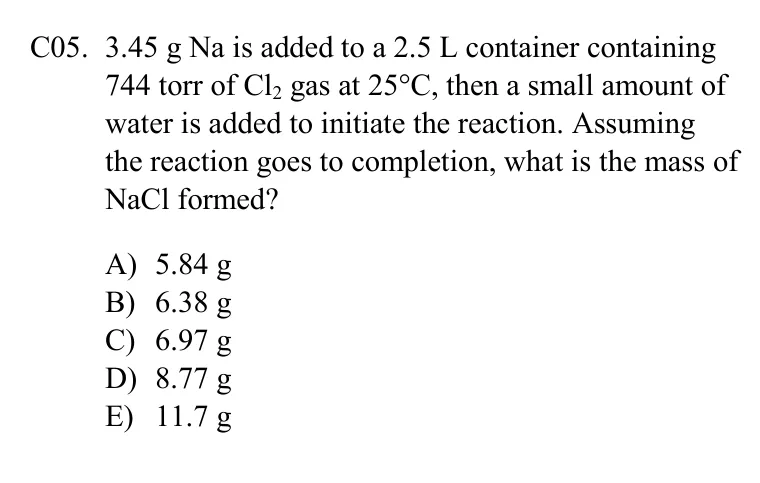 C05. 3.45 g Na is added to a 2.5 L container containing
744 torr of Cl₂ gas at 25°C, then a small amount of
water is added to initiate the reaction. Assuming
the reaction goes to completion, what is the mass of
NaCl formed?
A) 5.84 g
B) 6.38 g
C) 6.97 g
D) 8.77 g
E) 11.7 g